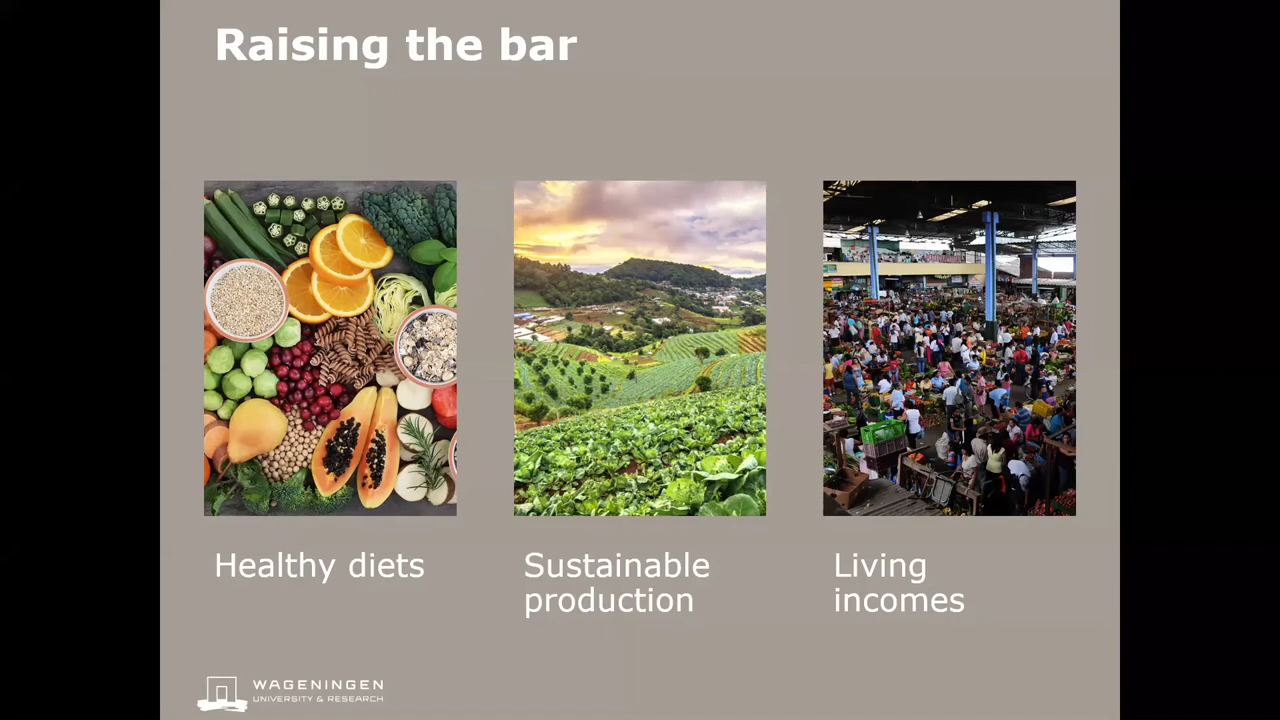 Raising the bar
Healthy diets
Sustainable
production
Living
incomes
WAGENINGEN
UNIVERSITY & RESEARCH